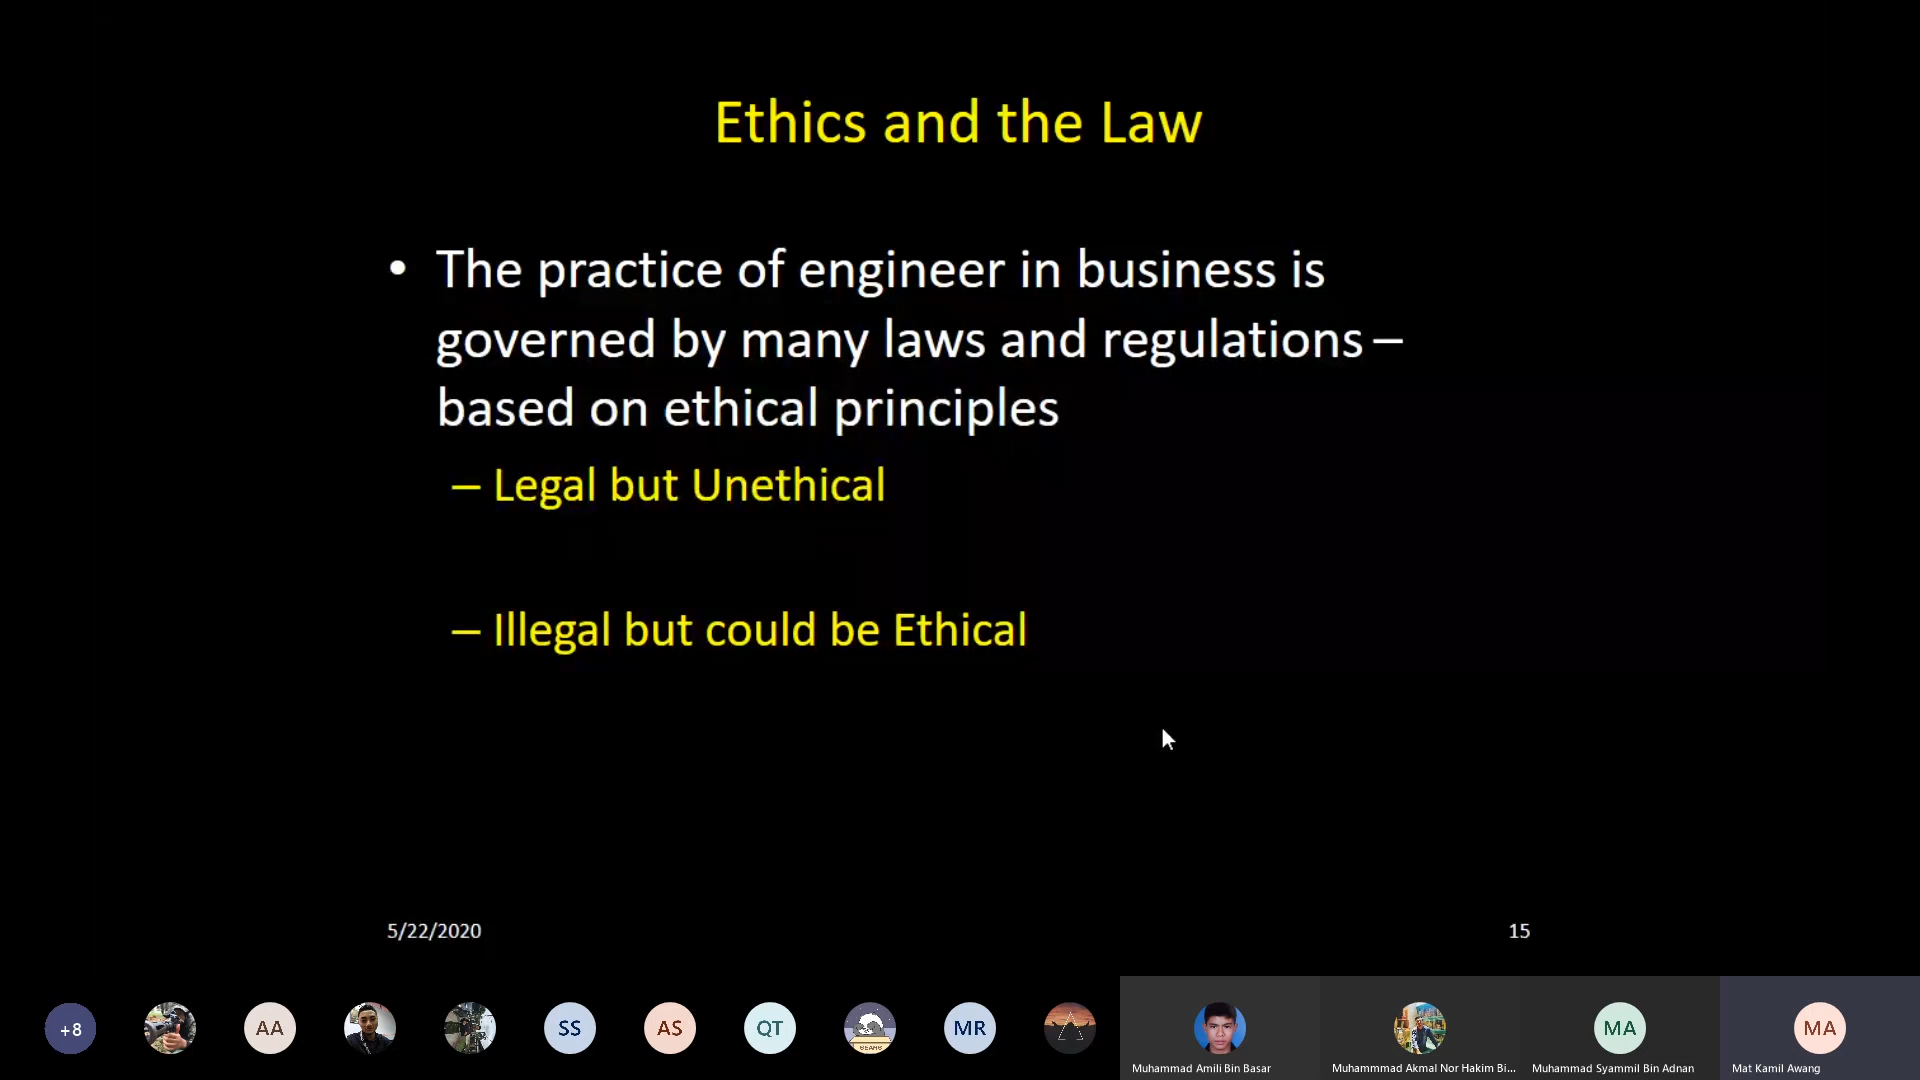 Ethics and the Law
• The practice of engineer in business is
governed by many laws and regulations –
based on ethical principles
– Legal but Unethical
– Illegal but could be Ethical
5/22/2020
15
+8
AA
SS
AS
QT
BEARS
MR
MA
MA
Muhammad Amili Bin Basar
Muhammmad Akmal Nor Hakim Bi...
Muhammad Syammil Bin Adnan
Mat Kamil Awang